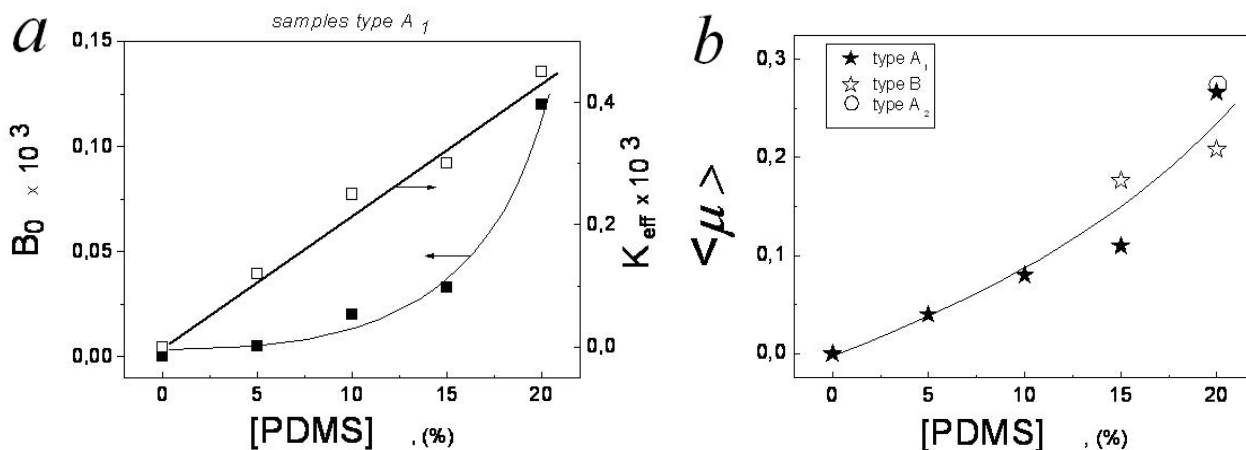 a
samples type A 1
0,15
0,10
0,05
0,00
B0 × 10 3
0,4
0,2
0,0
Keff x 10 3
0 5 10 15 20
[PDMS] , (%)
b
type A 1
type B
type A 2
0,3
0,2
0,1
0,0
<μ>
0 5 10 15 20
[PDMS] , (%)